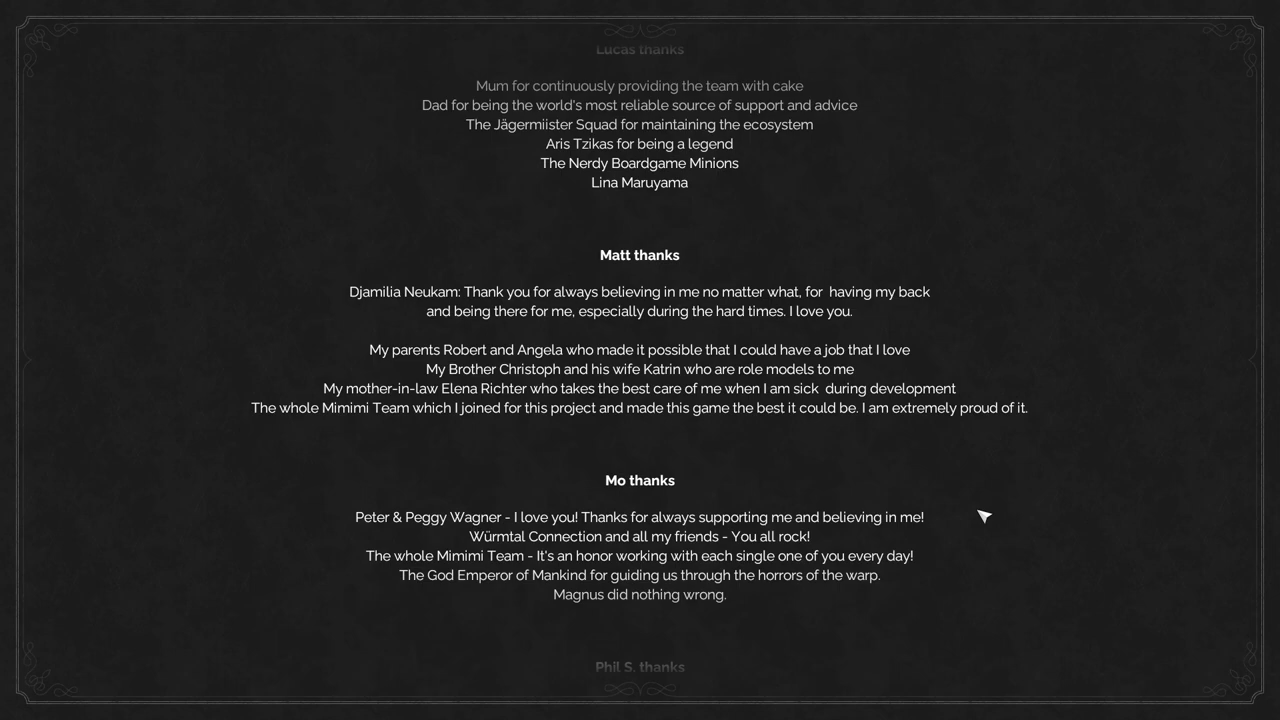 Lucas thanks
Mum for continuously providing the team with cake
Dad for being the world's most reliable source of support and advice
The Jägermiister Squad for maintaining the ecosystem
Aris Tzikas for being a legend
The Nerdy Boardgame Minions
Lina Maruyama
Matt thanks
Djamilia Neukam: Thank you for always believing in me no matter what, for  having my back
and being there for me, especially during the hard times. I love you.
My parents Robert and Angela who made it possible that I could have a job that I love
My Brother Christoph and his wife Katrin who are role models to me
My mother-in-law Elena Richter who takes the best care of me when I am sick  during development
The whole Mimimi Team which I joined for this project and made this game the best it could be. I am extremely proud of it.
Mo thanks
Peter & Peggy Wagner - I love you! Thanks for always supporting me and believing in me!
Würmtal Connection and all my friends - You all rock!
The whole Mimimi Team - It's an honor working with each single one of you every day!
The God Emperor of Mankind for guiding us through the horrors of the warp.
Magnus did nothing wrong.
Phil S. thanks